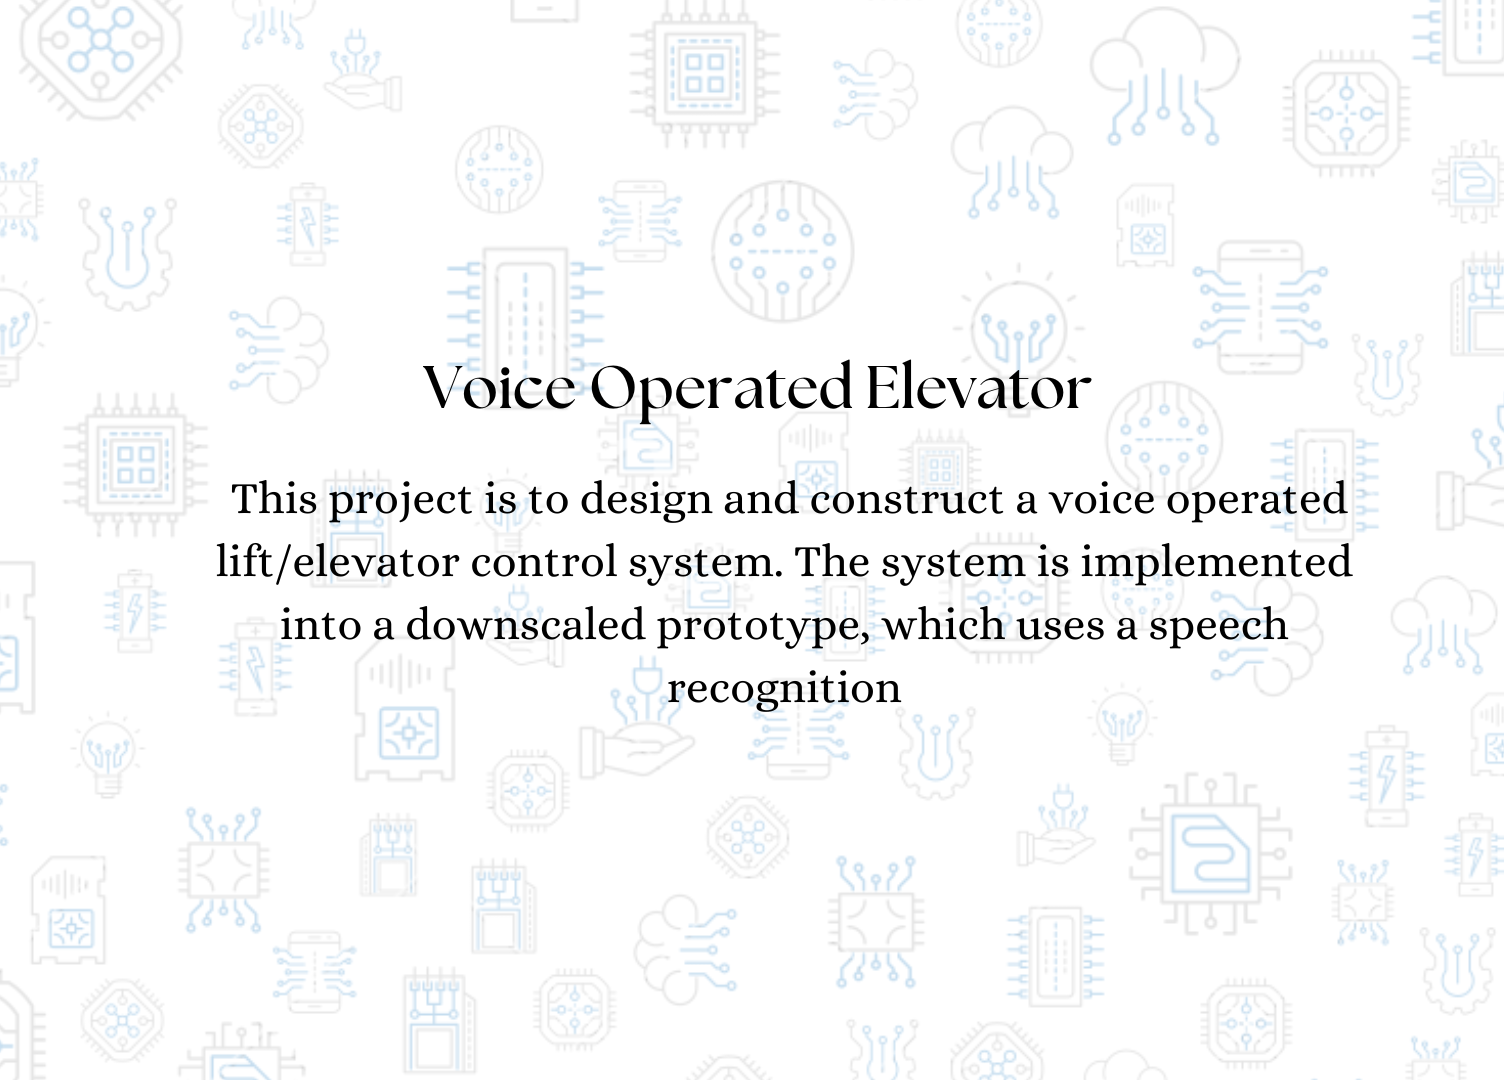 Voice Operated Elevator
This project is to design and construct a voice operated
lift/elevator control system. The system is implemented
into a downscaled prototype, which uses a speech
recognition